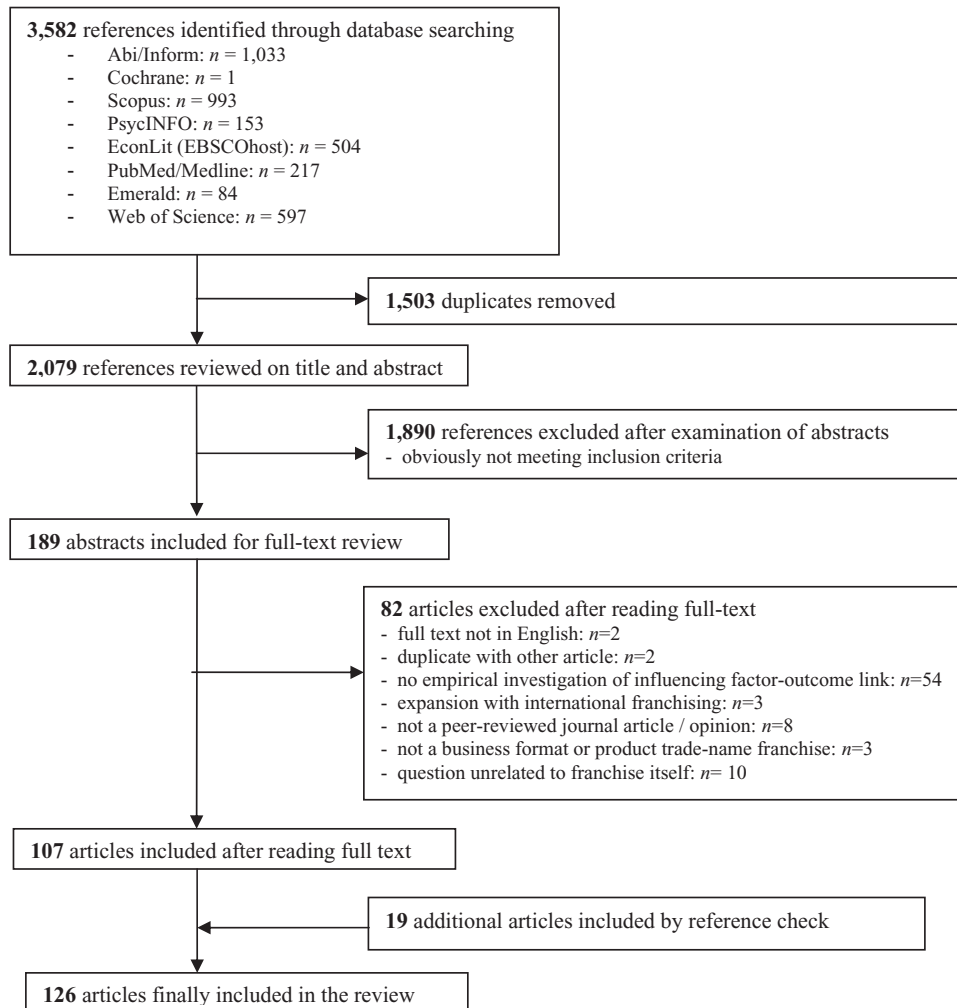 3,582 references identified through database searching
- Abi/Inform: n = 1,033
- Cochrane: n = 1
- Scopus: n = 993
- PsycINFO: n = 153
- EconLit (EBSCOhost): n = 504
- PubMed/Medline: n = 217
- Emerald: n = 84
- Web of Science: n = 597
1,503 duplicates removed
2,079 references reviewed on title and abstract
1,890 references excluded after examination of abstracts
- obviously not meeting inclusion criteria
189 abstracts included for full-text review
82 articles excluded after reading full-text
- full text not in English: n=2
- duplicate with other article: n=2
- no empirical investigation of influencing factor-outcome link: n=54
- expansion with international franchising: n=3
- not a peer-reviewed journal article / opinion: n=8
- not a business format or product trade-name franchise: n=3
- question unrelated to franchise itself: n= 10
107 articles included after reading full text
19 additional articles included by reference check
126 articles finally included in the review